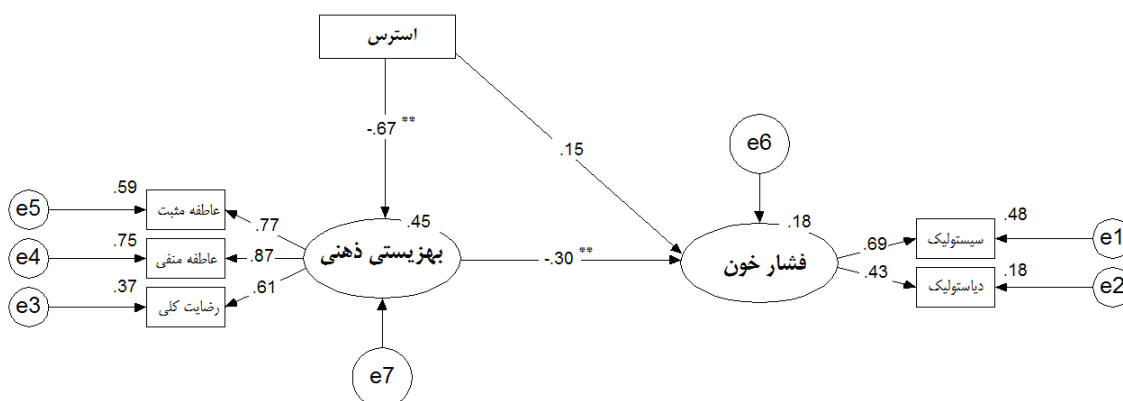 استرس
-.67 **
.15
e6
e5
.59
عاطفه مثبت
.77
e4
.75
عاطفه منفی
.87
e3
.37
رضایت کلی
.61
بهزیستی ذهنی
.45
-.30 **
e7
فشار خون
.18
.69
سیستولیک
.48
e1
.43
دیاستولیک
.18
e2